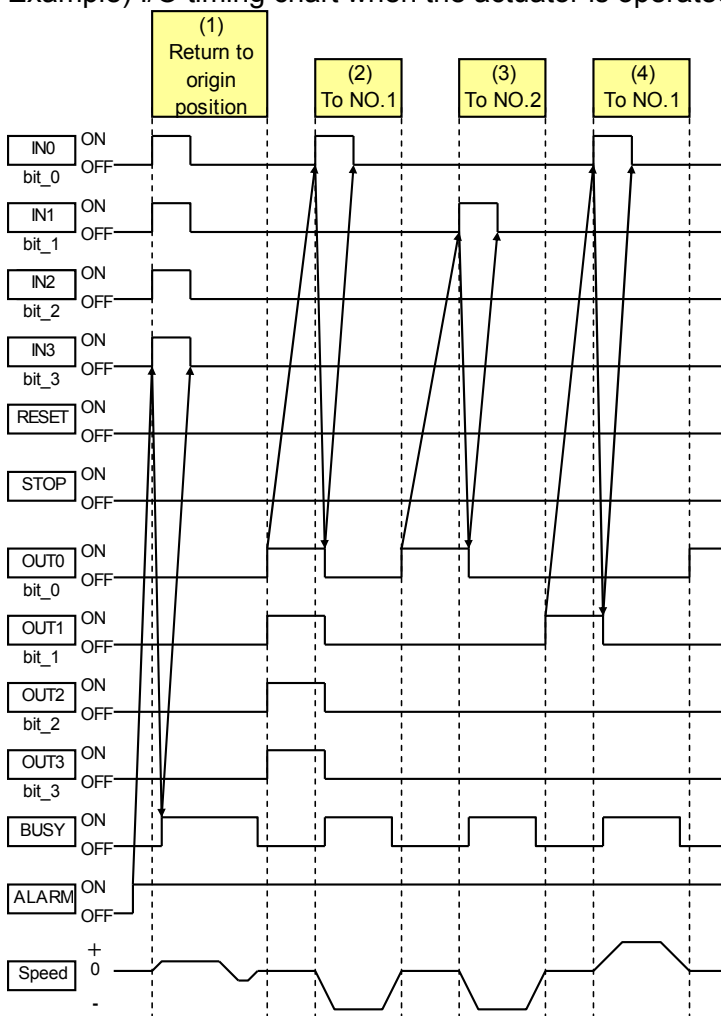 Example) I/O timing chart when the actuator is operate
(1)
Return to
origin
position
(2)
To NO.1
(3)
To NO.2
(4)
To NO.1
IN0
ON
OFF
bit_0
IN1
ON
OFF
bit_1
IN2
ON
OFF
bit_2
IN3
ON
OFF
bit_3
RESET
ON
OFF
STOP
ON
OFF
OUT0
ON
OFF
bit_0
OUT1
ON
OFF
bit_1
OUT2
ON
OFF
bit_2
OUT3
ON
OFF
bit_3
BUSY
ON
OFF
ALARM
ON
OFF
Speed
+
0
-